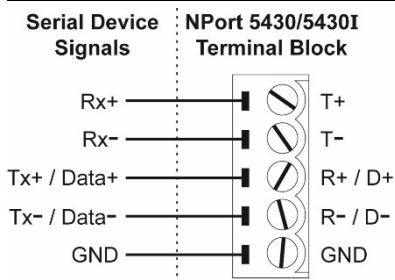 Serial Device Signals
NPort 5430/5430I Terminal Block
Rx+ T+
Rx- T-
Tx+ / Data+ R+ / D+
Tx- / Data- R- / D-
GND GND